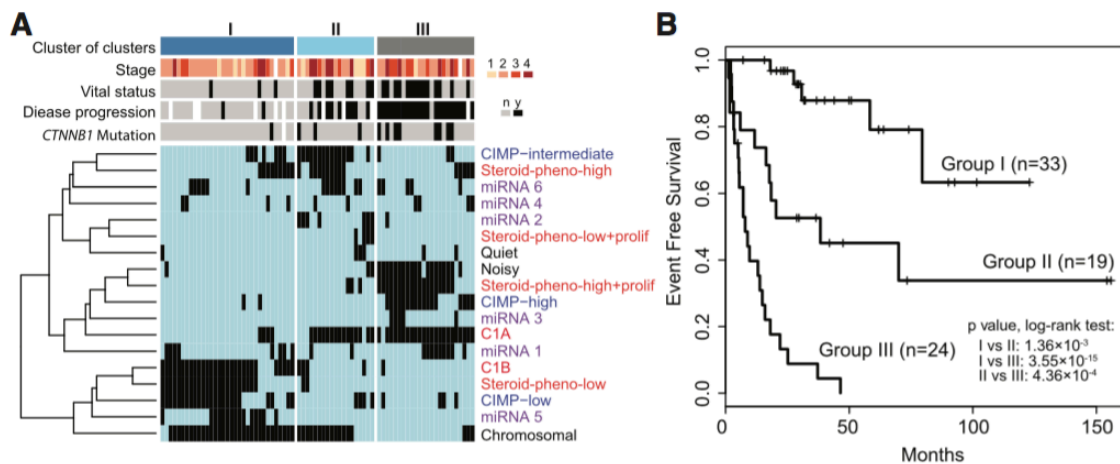 A
I II III
Cluster of clusters
Stage
1 2 3 4
Vital status
Disease progression
n y
CTNNB1 Mutation
CIMP−intermediate
Steroid-pheno-high
miRNA 6
miRNA 4
miRNA 2
Steroid-pheno-low+prolif
Quiet
Noisy
Steroid-pheno-high+prolif
CIMP−high
miRNA 3
C1A
miRNA 1
C1B
Steroid-pheno-low
CIMP−low
miRNA 5
Chromosomal
B
Event Free Survival
1.0
0.8
0.6
0.4
0.2
0.0
Group I (n=33)
Group II (n=19)
Group III (n=24)
p value, log-rank test:
I vs II: 1.36×10-3
I vs III: 3.55×10-15
II vs III: 4.36×10-4
0 50 100 150
Months